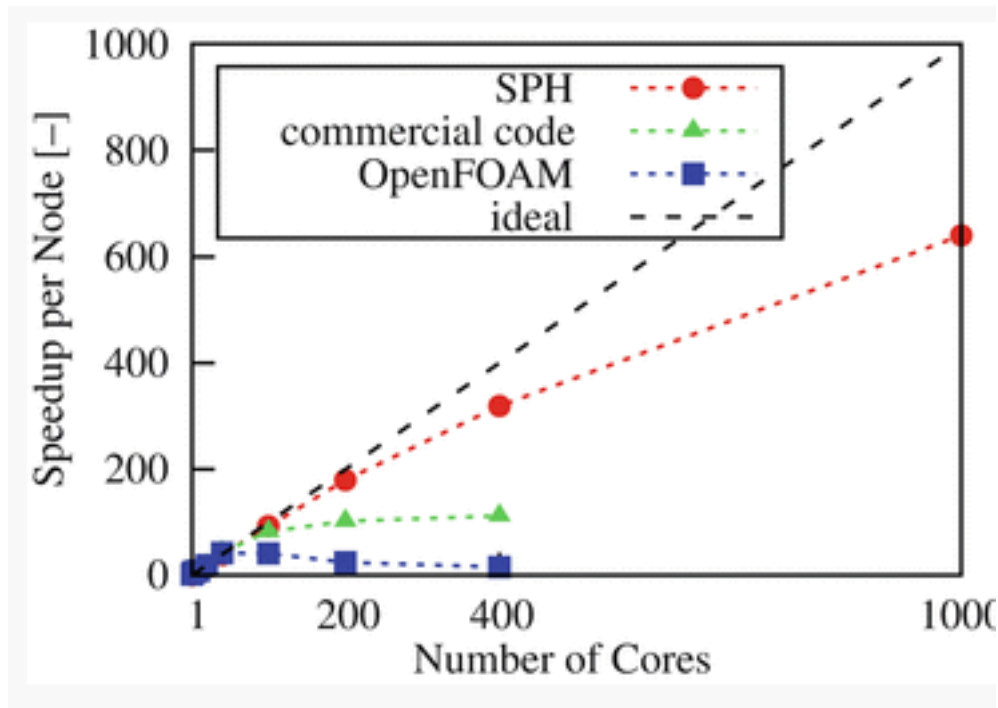 1000
800
600
400
200
0
Speedup per Node [–]
SPH
commercial code
OpenFOAM
ideal
1
200
400
1000
Number of Cores